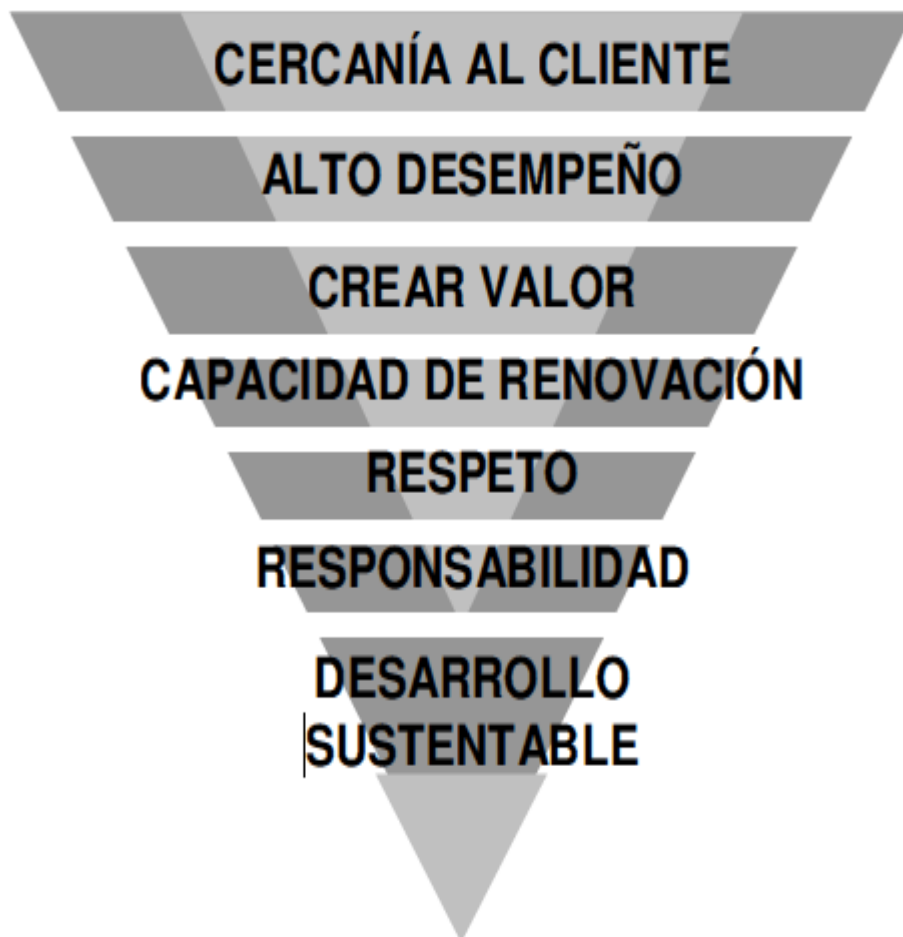 CERCANÍA AL CLIENTE
ALTO DESEMPEÑO
CREAR VALOR
CAPACIDAD DE RENOVACIÓN
RESPETO
RESPONSABILIDAD
DESARROLLO
SUSTENTABLE